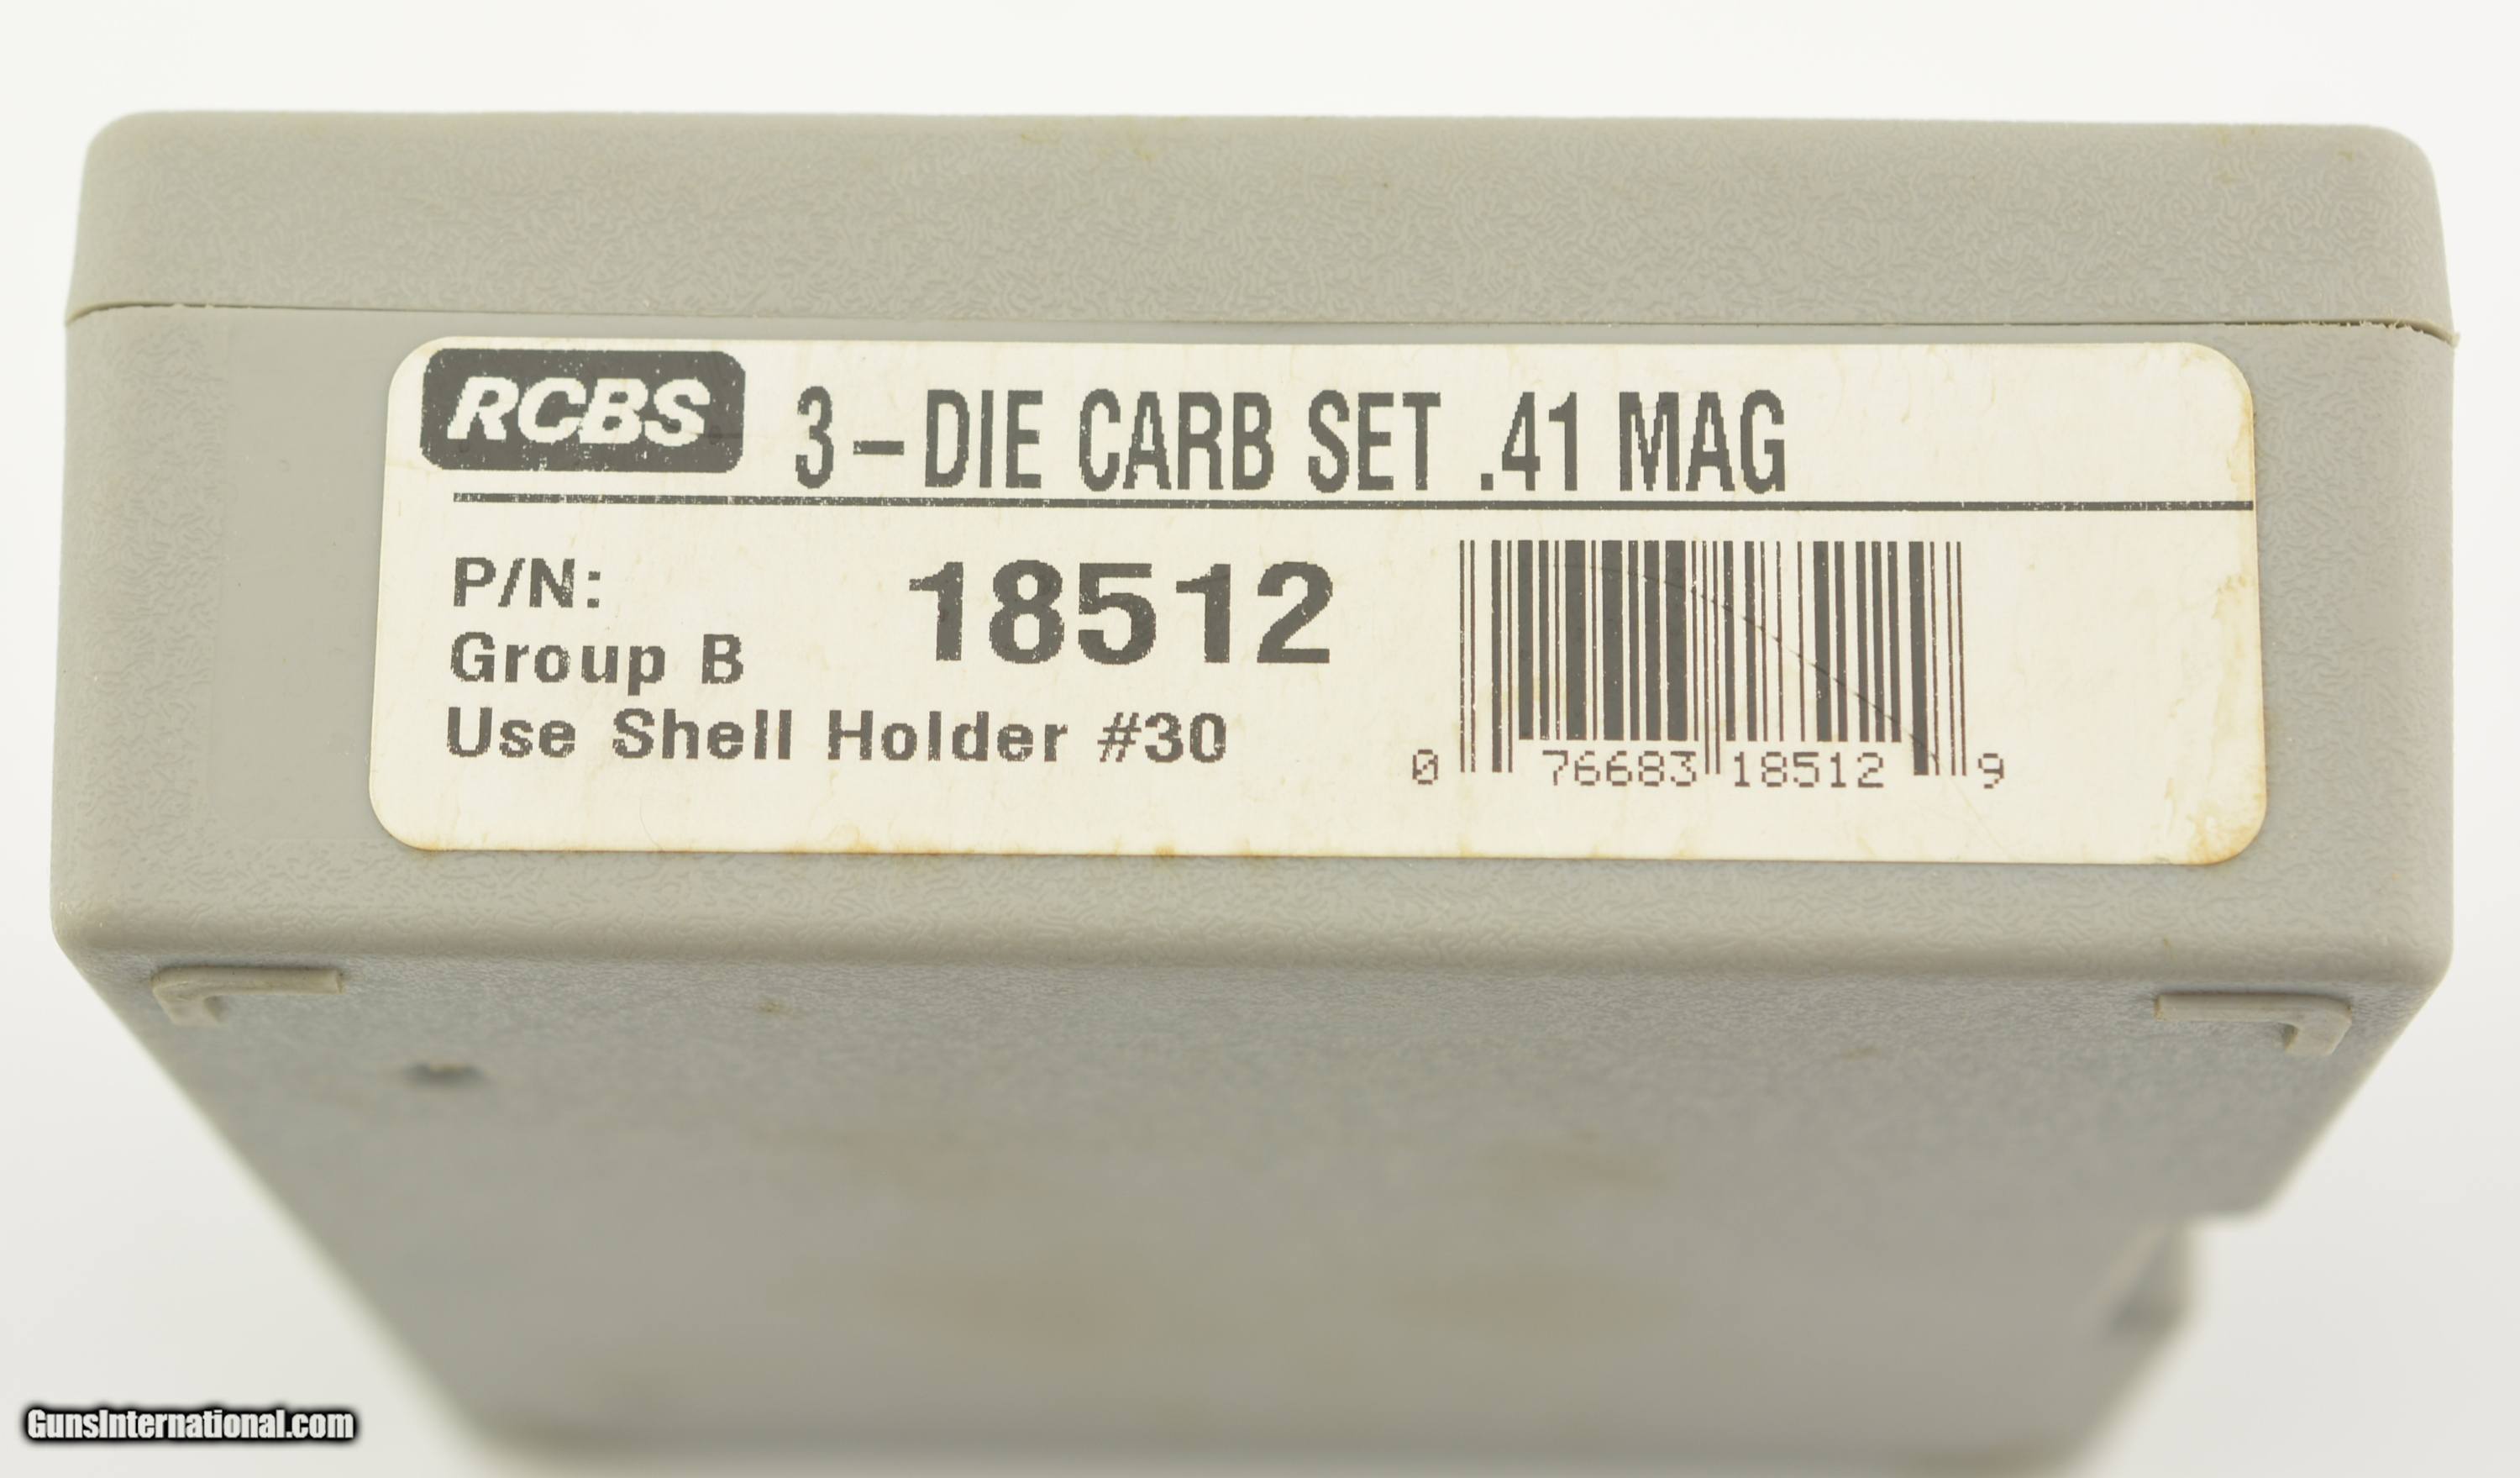 RCBS 3-DIE CARB SET .41 MAG
P/N: 18512
Group B
Use Shell Holder #30
0 76683 18512 9
GunsInternational.com